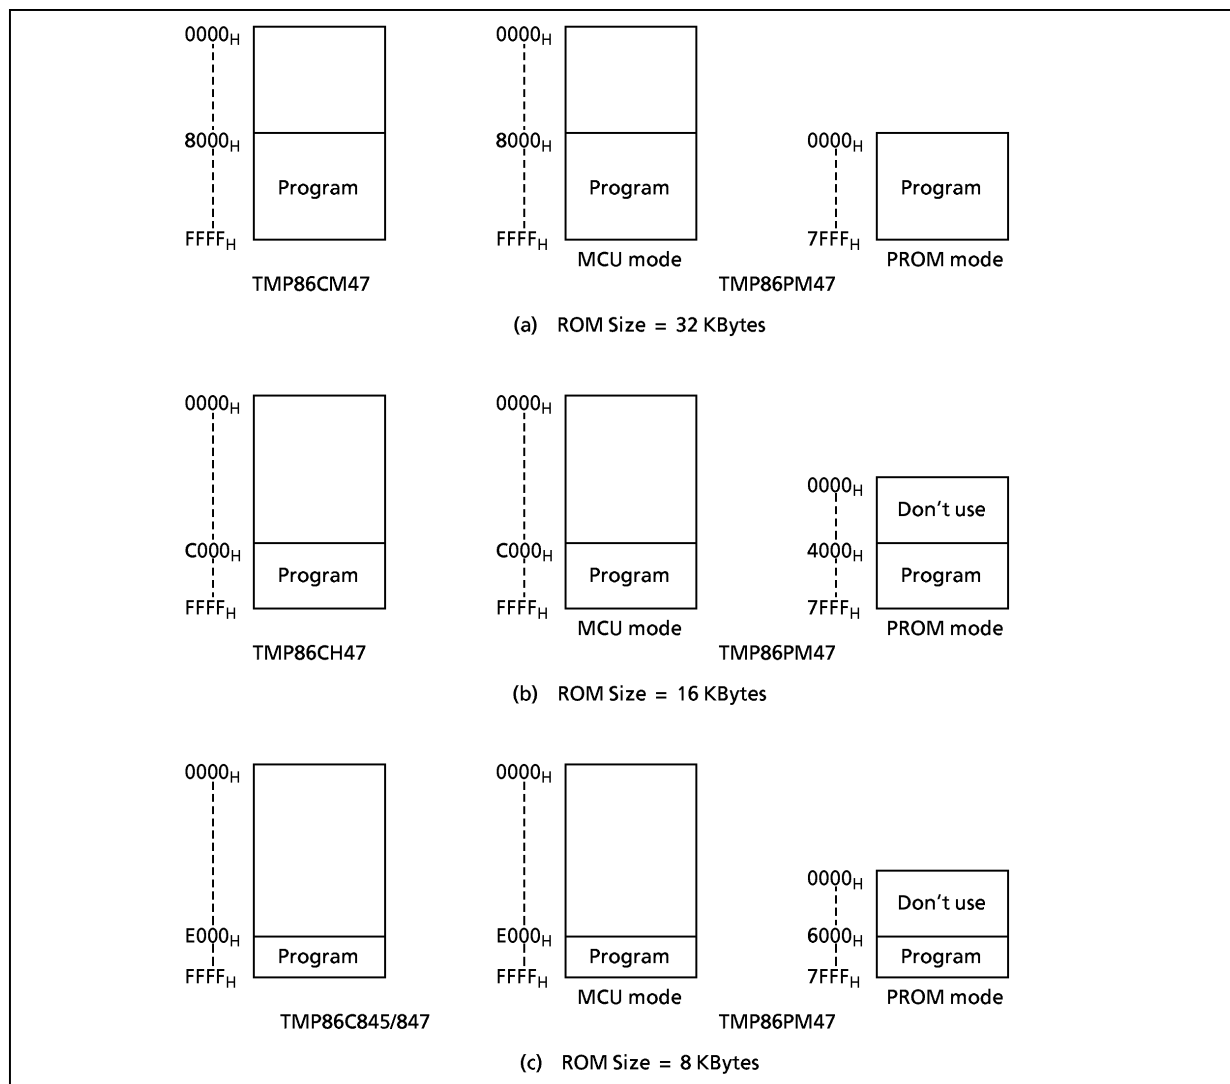 0000H 0000H
8000H 8000H 0000H
Program Program Program
FFFFH FFFFH 7FFFH
MCU mode PROM mode
TMP86CM47 TMP86PM47
(a) ROM Size = 32 KBytes
0000H 0000H
0000H Don't use
C000H C000H 4000H
Program Program Program
FFFFH FFFFH 7FFFH
MCU mode PROM mode
TMP86CH47 TMP86PM47
(b) ROM Size = 16 KBytes
0000H 0000H
0000H Don't use
E000H E000H 6000H
Program Program Program
FFFFH FFFFH 7FFFH
MCU mode PROM mode
TMP86C845/847 TMP86PM47
(c) ROM Size = 8 KBytes